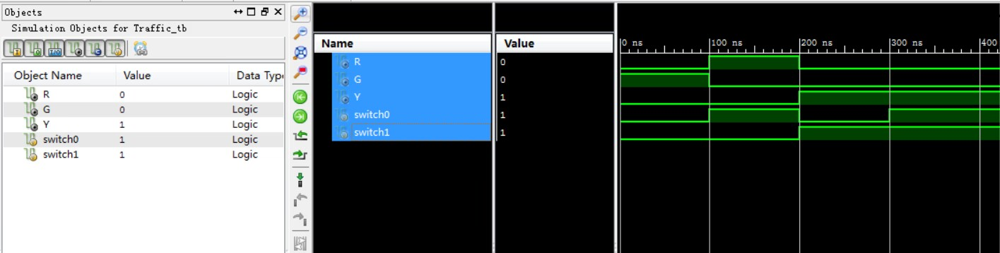 Objects
Simulation Objects for Traffic_tb
Object Name Value Data Typ
R 0 Logic
G 0 Logic
Y 1 Logic
switch0 1 Logic
switch1 1 Logic
Name Value
0 ns 100 ns 200 ns 300 ns 400
R 0
G 0
Y 1
switch0 1
switch1 1